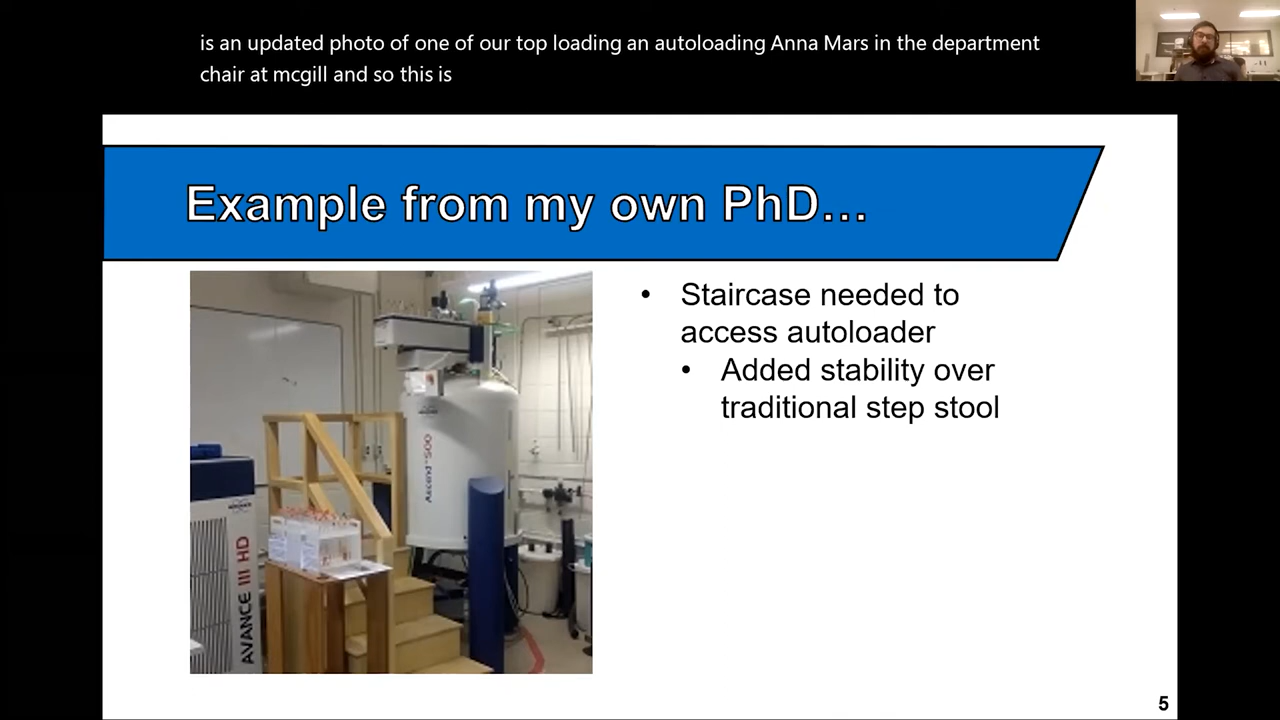 is an updated photo of one of our top loading an autoloading Anna Mars in the department
chair at mcgill and so this is
Example from my own PhD...
• Staircase needed to
access autoloader
• Added stability over
traditional step stool
Ascend 500
AVANCE III HD
5